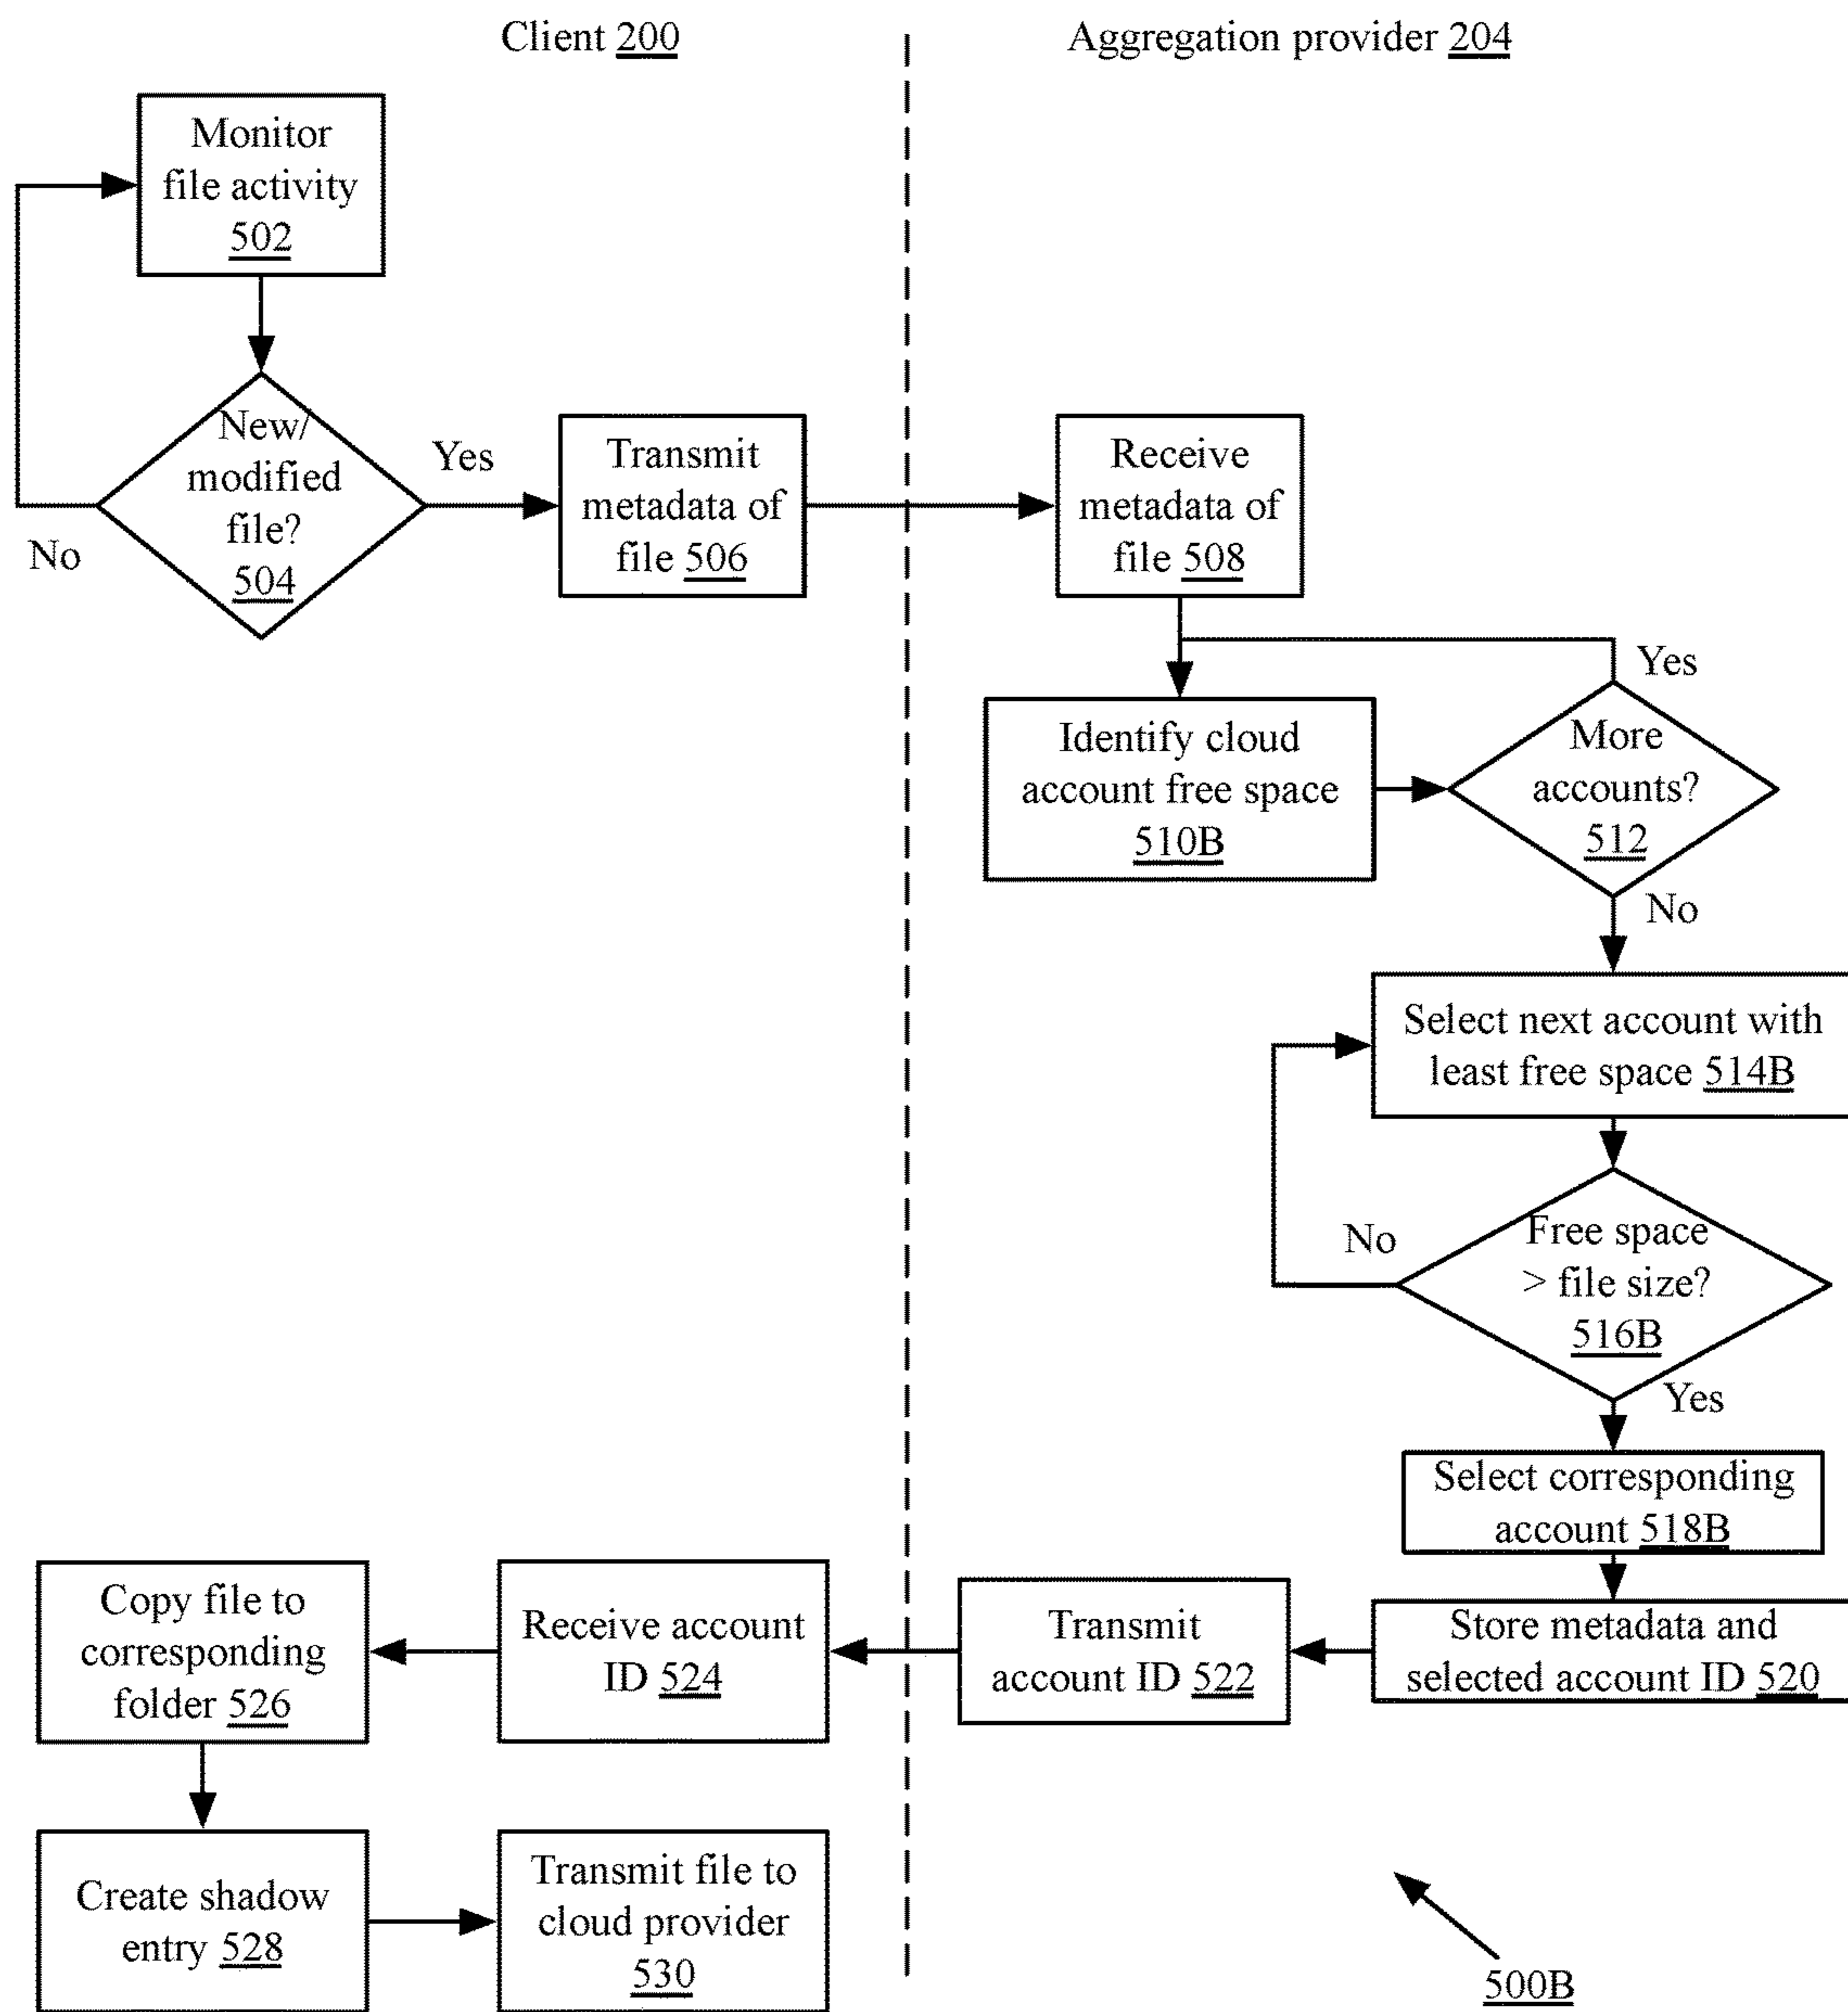 Client 200
Aggregation provider 204
Monitor
file activity
502
New/
modified
file?
504
Yes
No
Transmit
metadata of
file 506
Receive
metadata of
file 508
Identify cloud
account free space
510B
More
accounts?
512
Yes
No
Select next account with
least free space 514B
Free space
> file size?
516B
No
Yes
Select corresponding
account 518B
Store metadata and
selected account ID 520
Transmit
account ID 522
Receive account
ID 524
Copy file to
corresponding
folder 526
Create shadow
entry 528
Transmit file to
cloud provider
530
500B